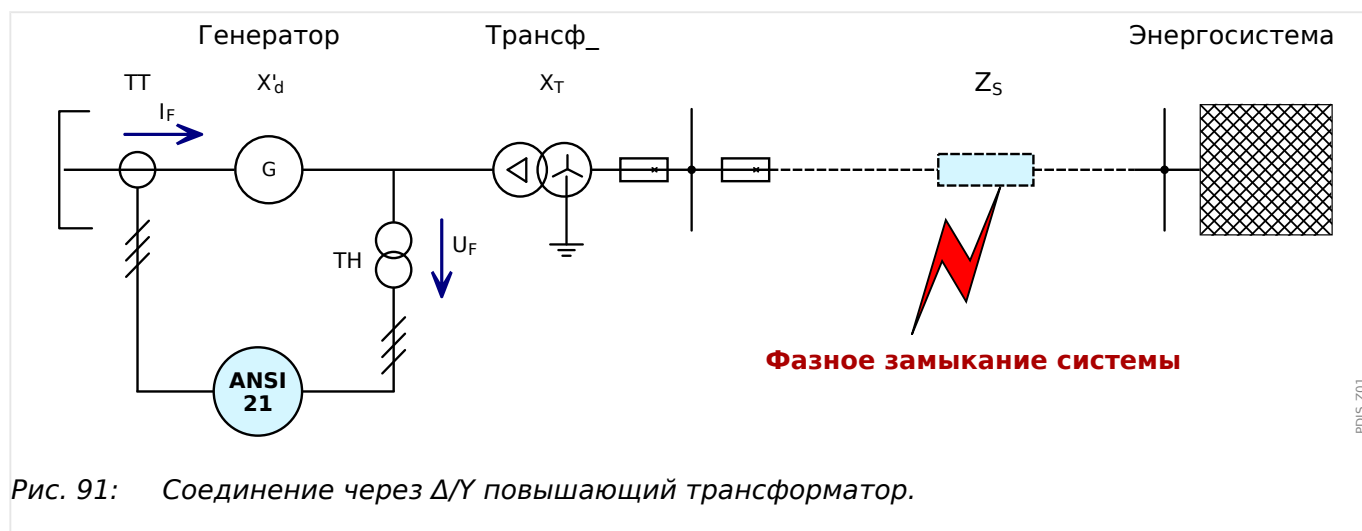 Генератор Трансф_ Энергосистема
ТТ X'd XT ZS
IF
G
ТН UF
ANSI
21
Фазное замыкание системы
PDIS_Z01
Рис. 91: Соединение через Δ/Y повышающий трансформатор.